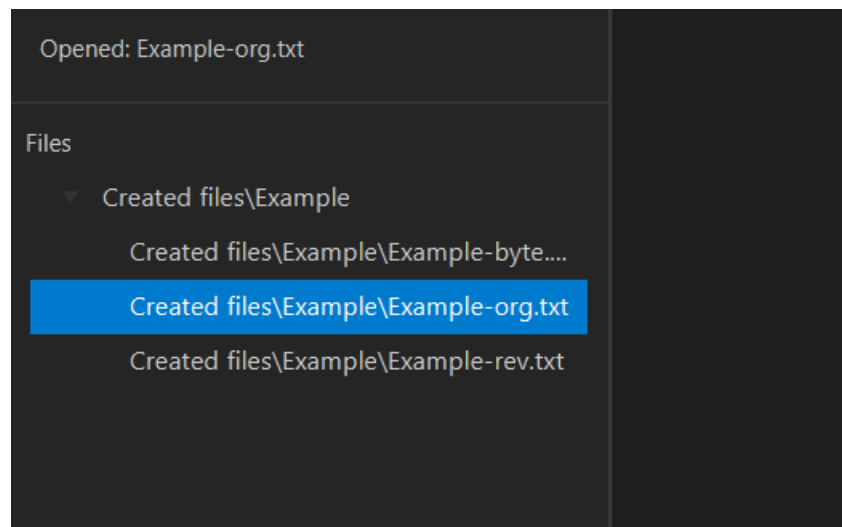 Opened: Example-org.txt
Files
Created files\Example
Created files\Example\Example-byte....
Created files\Example\Example-org.txt
Created files\Example\Example-rev.txt